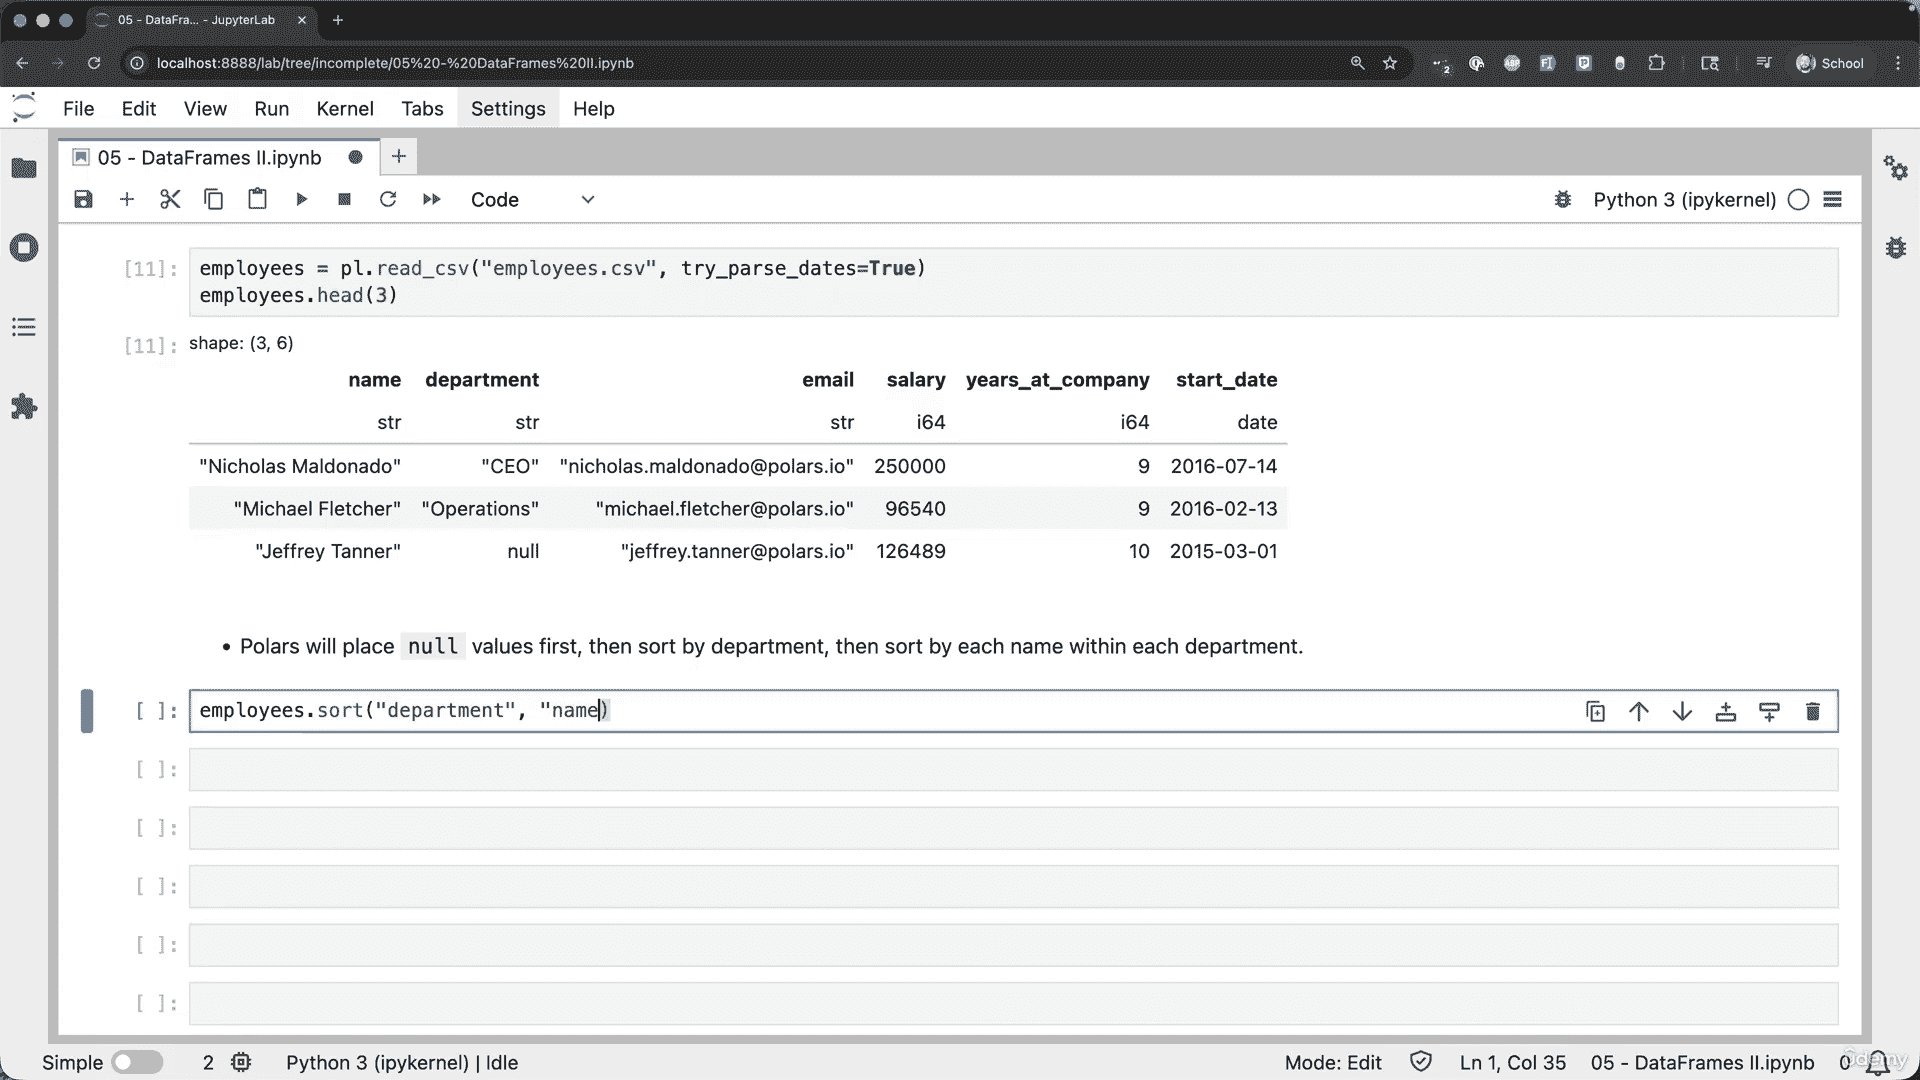 05 - DataFra... - JupyterLab
localhost:8888/lab/tree/incomplete/05%20-%20DataFrames%20II.ipynb
2
ABP
School
File Edit View Run Kernel Tabs Settings Help
05 - DataFrames II.ipynb
Code
Python 3 (ipykernel)
[11]: employees = pl.read_csv("employees.csv", try_parse_dates=True)
employees.head(3)
[11]: shape: (3, 6)
name department email salary years_at_company start_date
str str str i64 i64 date
"Nicholas Maldonado" "CEO" "nicholas.maldonado@polars.io" 250000 9 2016-07-14
"Michael Fletcher" "Operations" "michael.fletcher@polars.io" 96540 9 2016-02-13
"Jeffrey Tanner" null "jeffrey.tanner@polars.io" 126489 10 2015-03-01
• Polars will place null values first, then sort by department, then sort by each name within each department.
[ ]: employees.sort("department", "name)
[ ]:
[ ]:
[ ]:
[ ]:
[ ]:
Simple 2 Python 3 (ipykernel) | Idle Mode: Edit Ln 1, Col 35 05 - DataFrames II.ipynb 0
Udemy